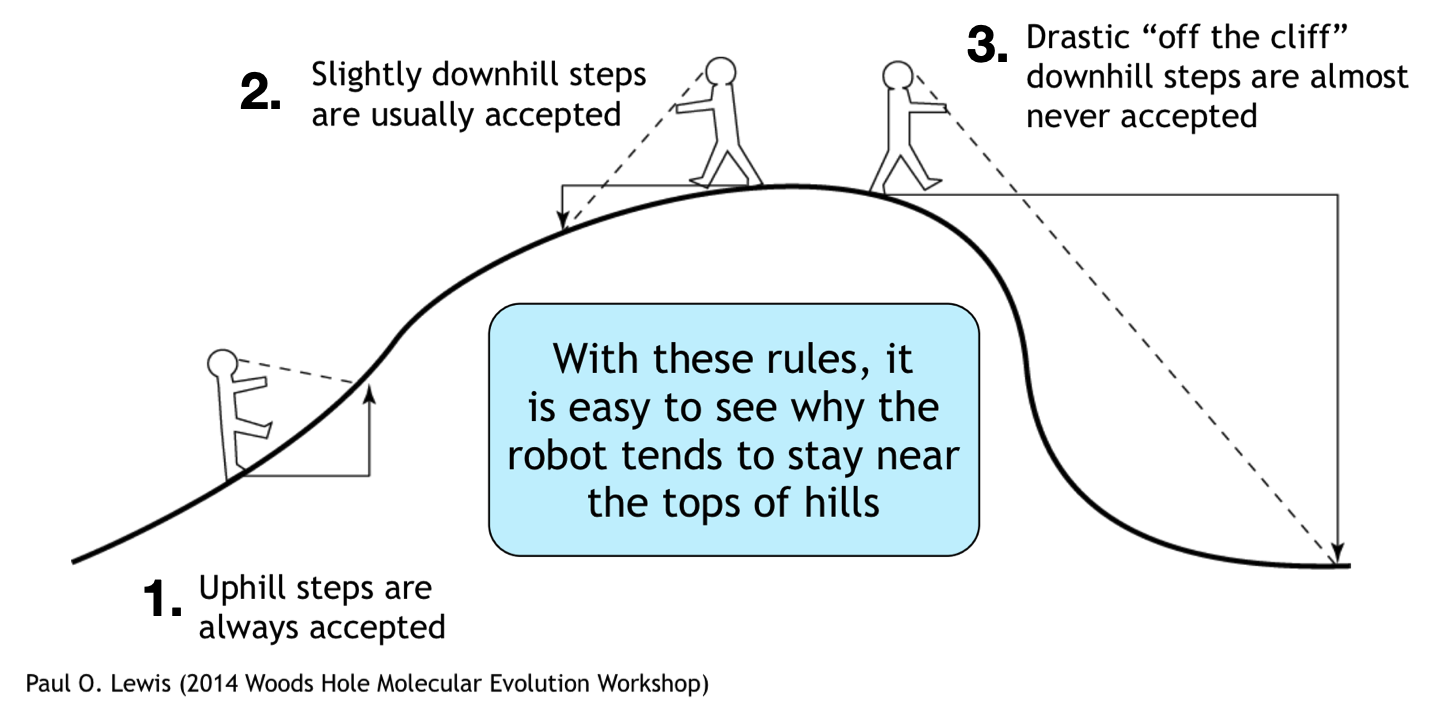 1. Uphill steps are
always accepted
2. Slightly downhill steps
are usually accepted
3. Drastic “off the cliff”
downhill steps are almost
never accepted
With these rules, it
is easy to see why the
robot tends to stay near
the tops of hills
Paul O. Lewis (2014 Woods Hole Molecular Evolution Workshop)